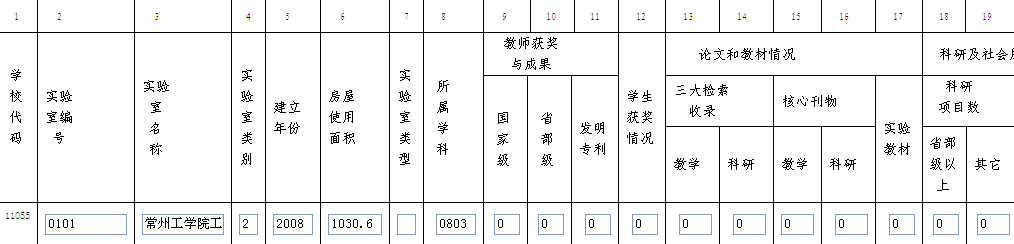 1 2 3 4 5 6 7 8 9 10 11 12 13 14 15 16 17 18 19
学校代码
实验室编号
实验室名称
实验室类别
建立年份
房屋使用面积
实验室类型
所属学科
教师获奖与成果
国家级
省部级
发明专利
学生获奖情况
论文和教材情况
三大检索收录
教学
科研
核心刊物
教学
科研
实验教材
科研及社会
科研项目数
省部级以上
其它
11055 0101 常州工学院工 2 2008 1030.6 0803 0 0 0 0 0 0 0 0 0 0 0